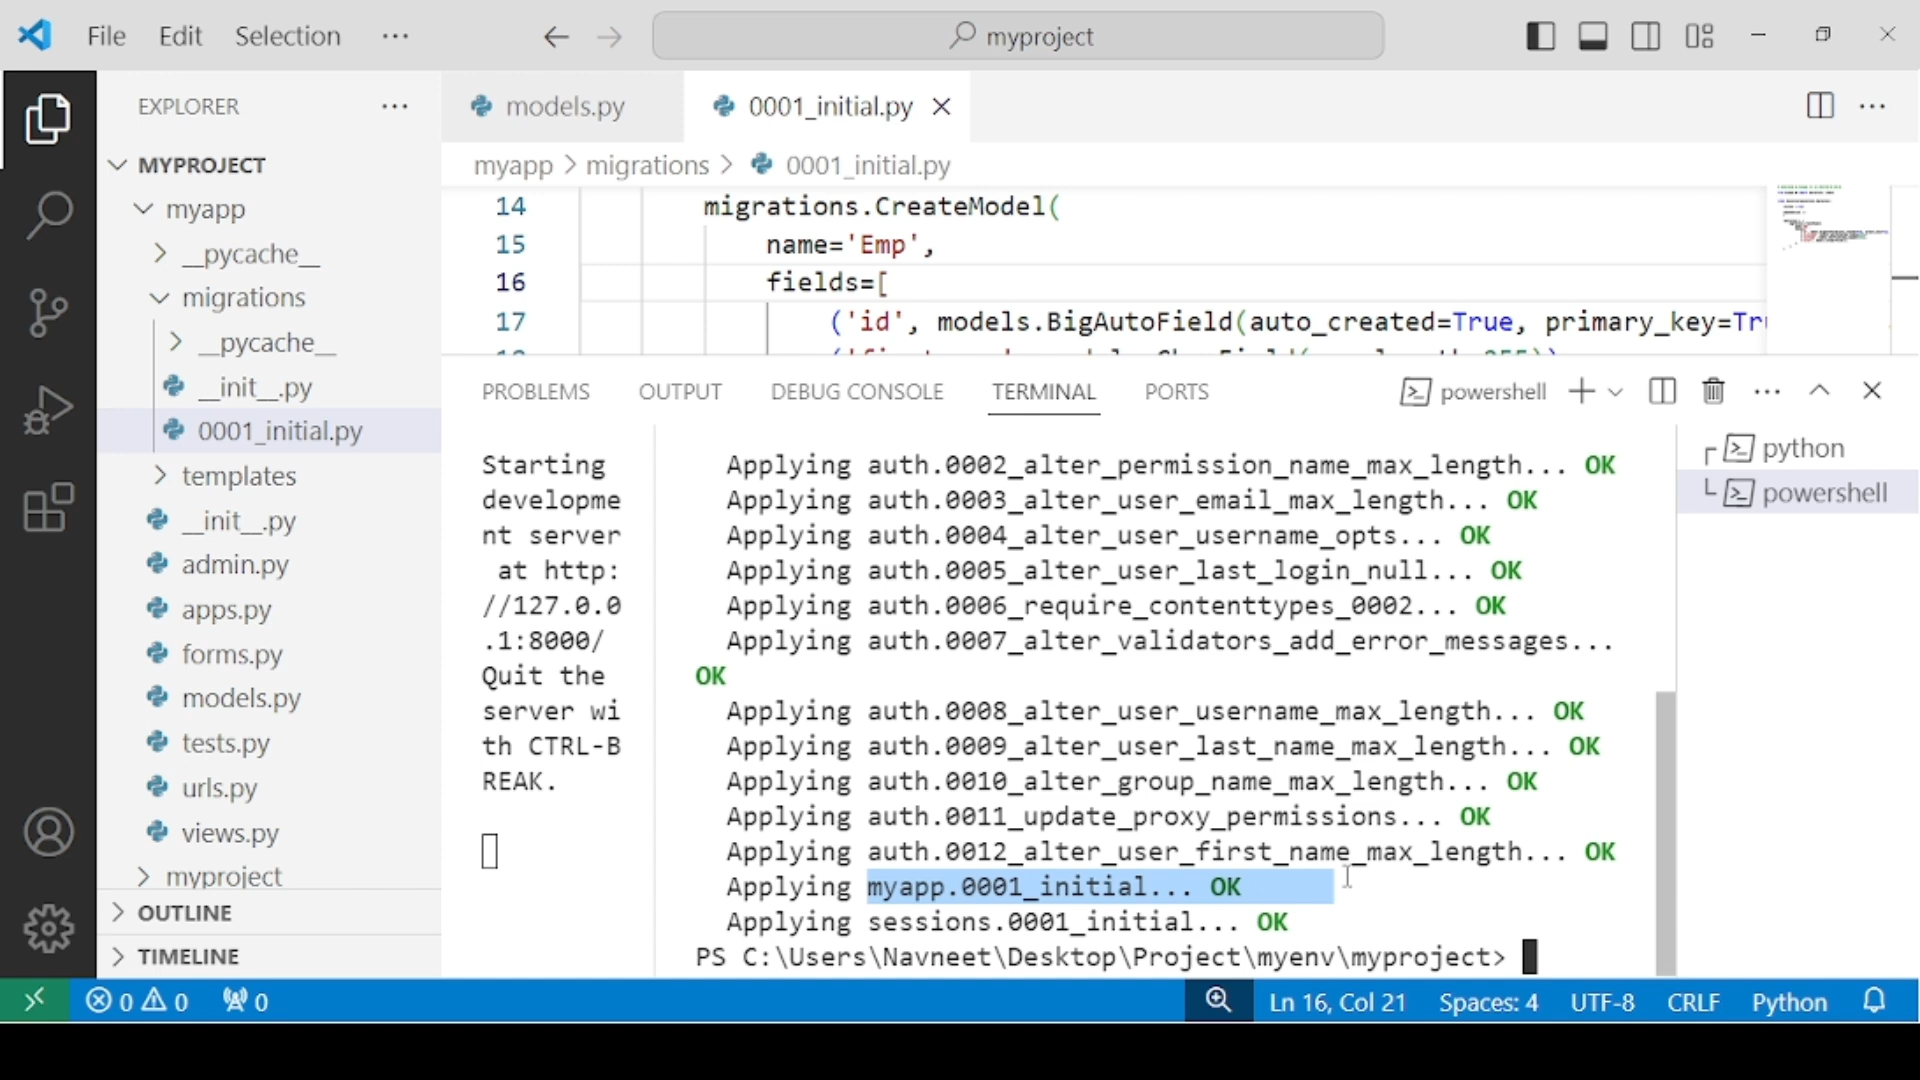 File Edit Selection ... myproject
EXPLORER ...
MYPROJECT
myapp
__pycache__
migrations
__pycache__
__init__.py
0001_initial.py
templates
__init__.py
admin.py
apps.py
forms.py
models.py
tests.py
urls.py
views.py
myproject
OUTLINE
TIMELINE
models.py 0001_initial.py
myapp > migrations > 0001_initial.py
14 migrations.CreateModel(
15 name='Emp',
16 fields=[
17 ('id', models.BigAutoField(auto_created=True, primary_key=Tr
PROBLEMS OUTPUT DEBUG CONSOLE TERMINAL PORTS powershell
Starting
developme
nt server
at http:
//127.0.0
.1:8000/
Quit the
server wi
th CTRL-B
REAK.
Applying auth.0002_alter_permission_name_max_length... OK
Applying auth.0003_alter_user_email_max_length... OK
Applying auth.0004_alter_user_username_opts... OK
Applying auth.0005_alter_user_last_login_null... OK
Applying auth.0006_require_contenttypes_0002... OK
Applying auth.0007_alter_validators_add_error_messages...
OK
Applying auth.0008_alter_user_username_max_length... OK
Applying auth.0009_alter_user_last_name_max_length... OK
Applying auth.0010_alter_group_name_max_length... OK
Applying auth.0011_update_proxy_permissions... OK
Applying auth.0012_alter_user_first_name_max_length... OK
Applying myapp.0001_initial... OK
Applying sessions.0001_initial... OK
PS C:\Users\Navneet\Desktop\Project\myenv\myproject>
python
powershell
0 0 0 Ln 16, Col 21 Spaces: 4 UTF-8 CRLF Python